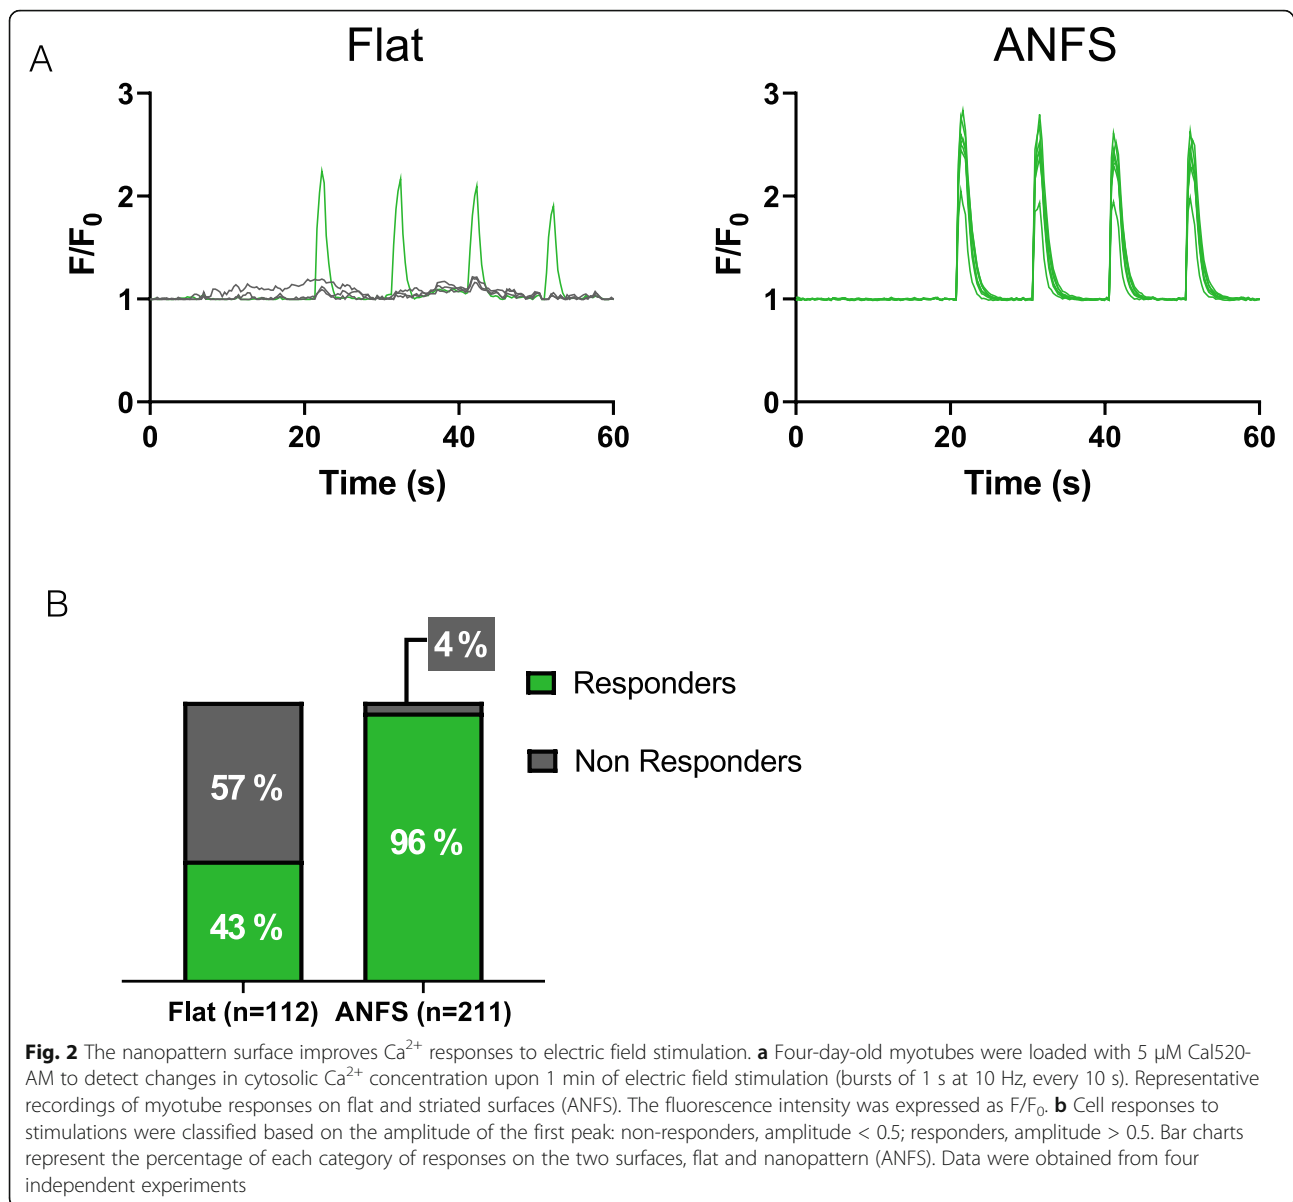 A
Flat
ANFS
3
2
1
0
F/F0
0
20
40
60
Time (s)
3
2
1
0
F/F0
0
20
40
60
Time (s)
B
4 %
57 %
43 %
96 %
Responders
Non Responders
Flat (n=112)
ANFS (n=211)
Fig. 2 The nanopattern surface improves Ca2+ responses to electric field stimulation. a Four-day-old myotubes were loaded with 5 μM Cal520-
AM to detect changes in cytosolic Ca2+ concentration upon 1 min of electric field stimulation (bursts of 1 s at 10 Hz, every 10 s). Representative
recordings of myotube responses on flat and striated surfaces (ANFS). The fluorescence intensity was expressed as F/F0. b Cell responses to
stimulations were classified based on the amplitude of the first peak: non-responders, amplitude < 0.5; responders, amplitude > 0.5. Bar charts
represent the percentage of each category of responses on the two surfaces, flat and nanopattern (ANFS). Data were obtained from four
independent experiments